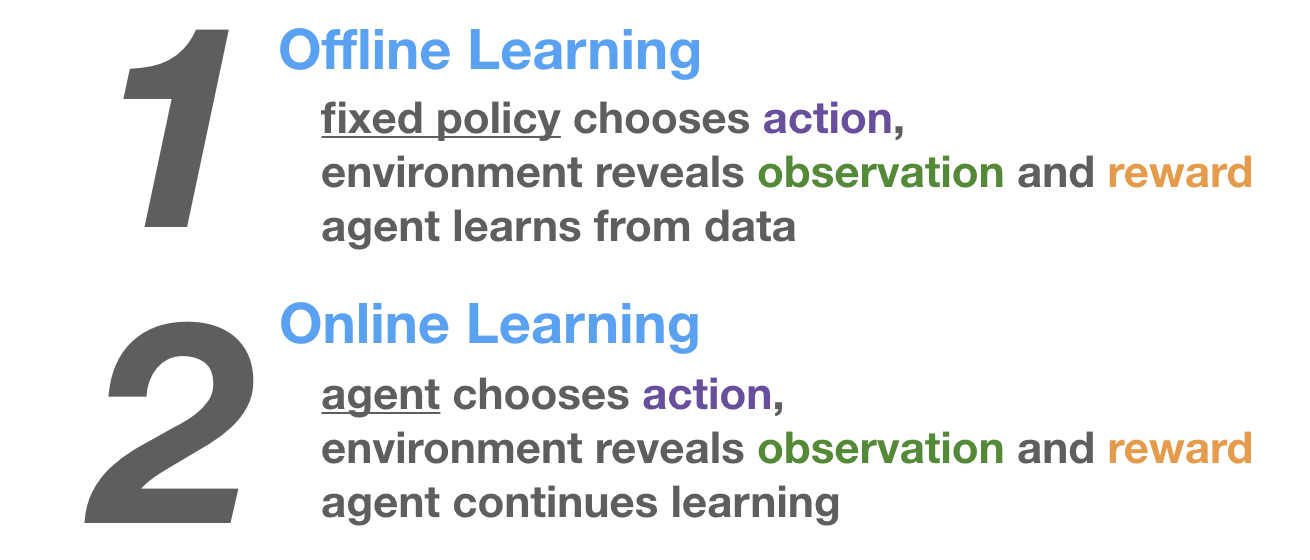 1
Offline Learning
fixed policy chooses action,
environment reveals observation and reward
agent learns from data
2
Online Learning
agent chooses action,
environment reveals observation and reward
agent continues learning